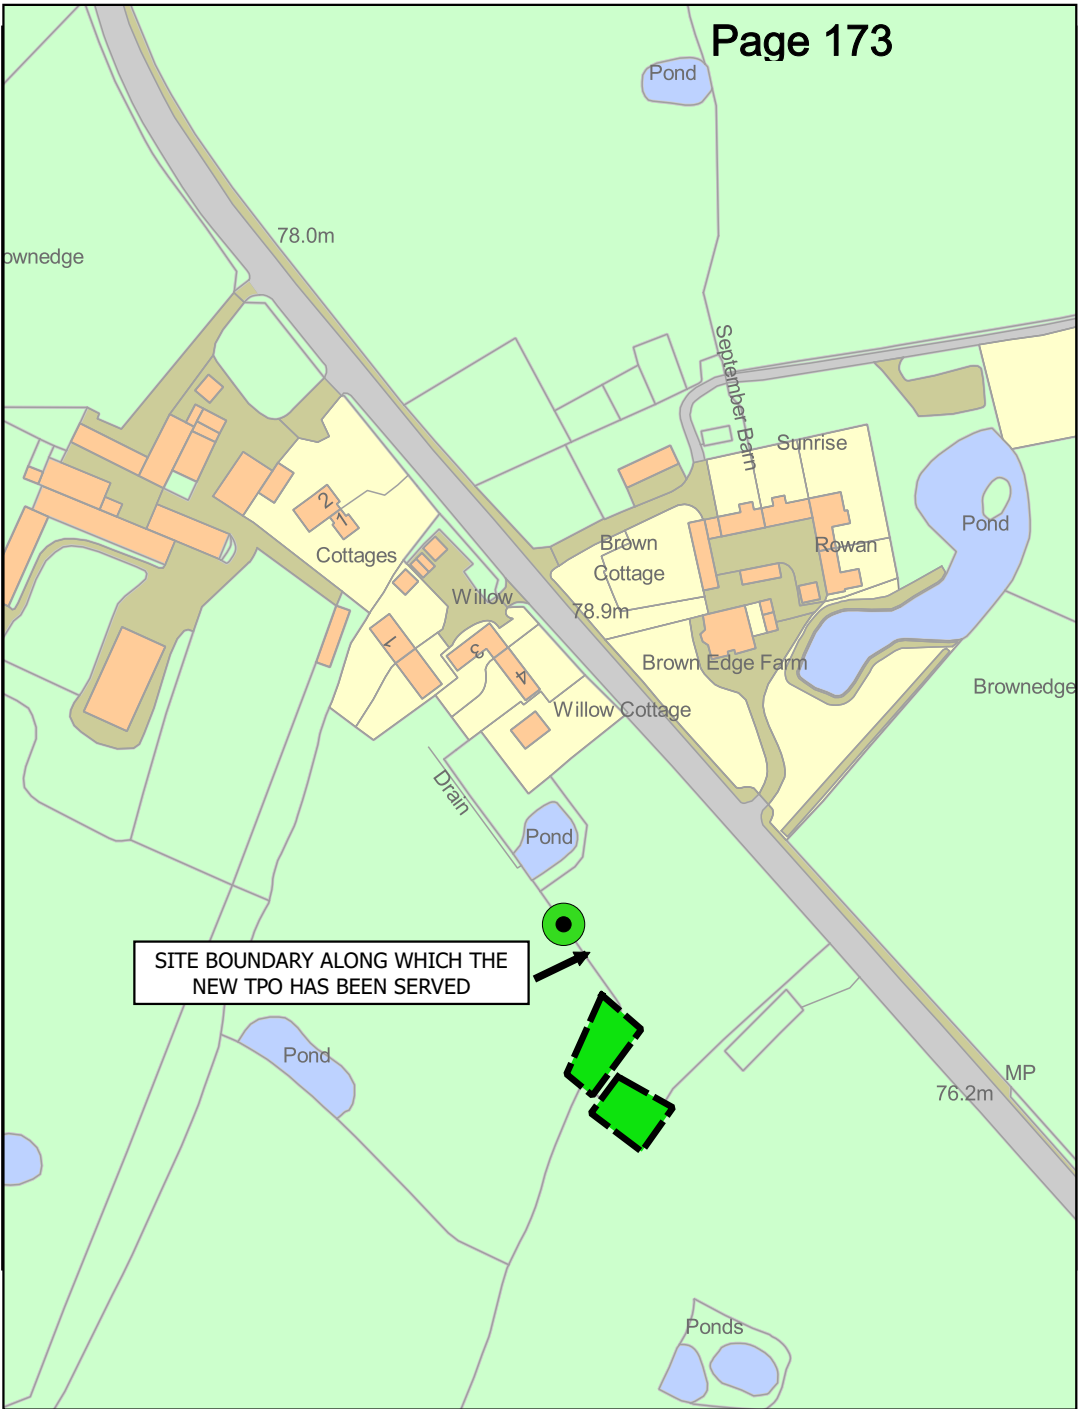 Page 173
Pond
78.0m
ownedge
September Barn
Sunrise
Pond
2
1
Cottages
Brown
Cottage
Rowan
Willow
78.9m
1
3
4
Brown Edge Farm
Brownedge
Willow Cottage
Drain
Pond
SITE BOUNDARY ALONG WHICH THE
NEW TPO HAS BEEN SERVED
Pond
MP
76.2m
Ponds